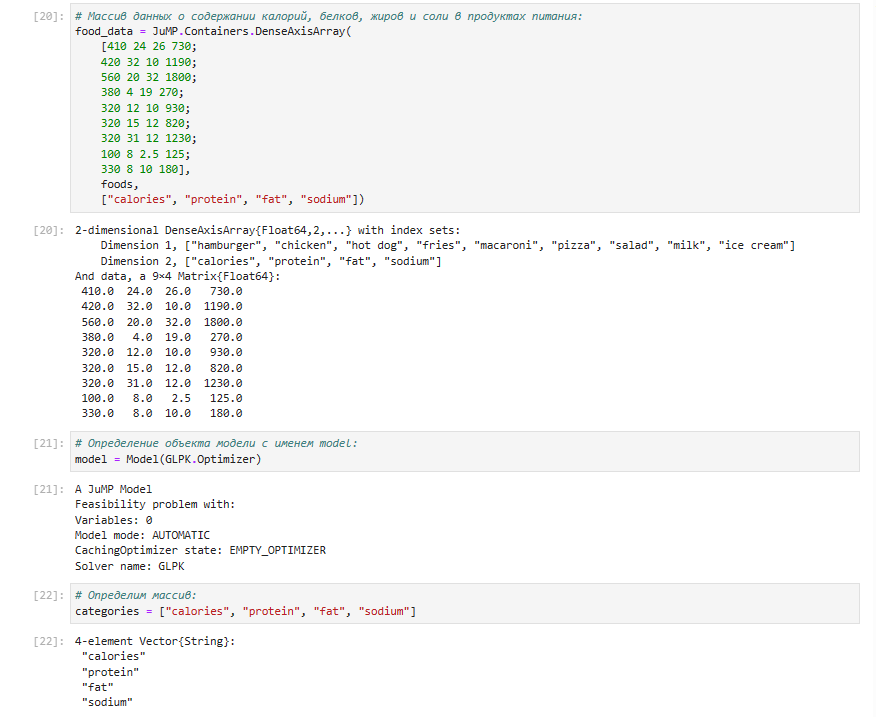 [20]: # Массив данных о содержании калорий, белков, жиров и соли в продуктах питания:
food_data = JuMP.Containers.DenseAxisArray(
    [410 24 26 730;
    420 32 10 1190;
    560 20 32 1800;
    380 4 19 270;
    320 12 10 930;
    320 15 12 820;
    320 31 12 1230;
    100 8 2.5 125;
    330 8 10 180],
    foods,
    ["calories", "protein", "fat", "sodium"])
[20]: 2-dimensional DenseAxisArray{Float64,2,...} with index sets:
    Dimension 1, ["hamburger", "chicken", "hot dog", "fries", "macaroni", "pizza", "salad", "milk", "ice cream"]
    Dimension 2, ["calories", "protein", "fat", "sodium"]
And data, a 9×4 Matrix{Float64}:
 410.0  24.0  26.0   730.0
 420.0  32.0  10.0  1190.0
 560.0  20.0  32.0  1800.0
 380.0   4.0  19.0   270.0
 320.0  12.0  10.0   930.0
 320.0  15.0  12.0   820.0
 320.0  31.0  12.0  1230.0
 100.0   8.0   2.5   125.0
 330.0   8.0  10.0   180.0
[21]: # Определение объекта модели с именем model:
model = Model(GLPK.Optimizer)
[21]: A JuMP Model
Feasibility problem with:
Variables: 0
Model mode: AUTOMATIC
CachingOptimizer state: EMPTY_OPTIMIZER
Solver name: GLPK
[22]: # Определим массив:
categories = ["calories", "protein", "fat", "sodium"]
[22]: 4-element Vector{String}:
 "calories"
 "protein"
 "fat"
 "sodium"